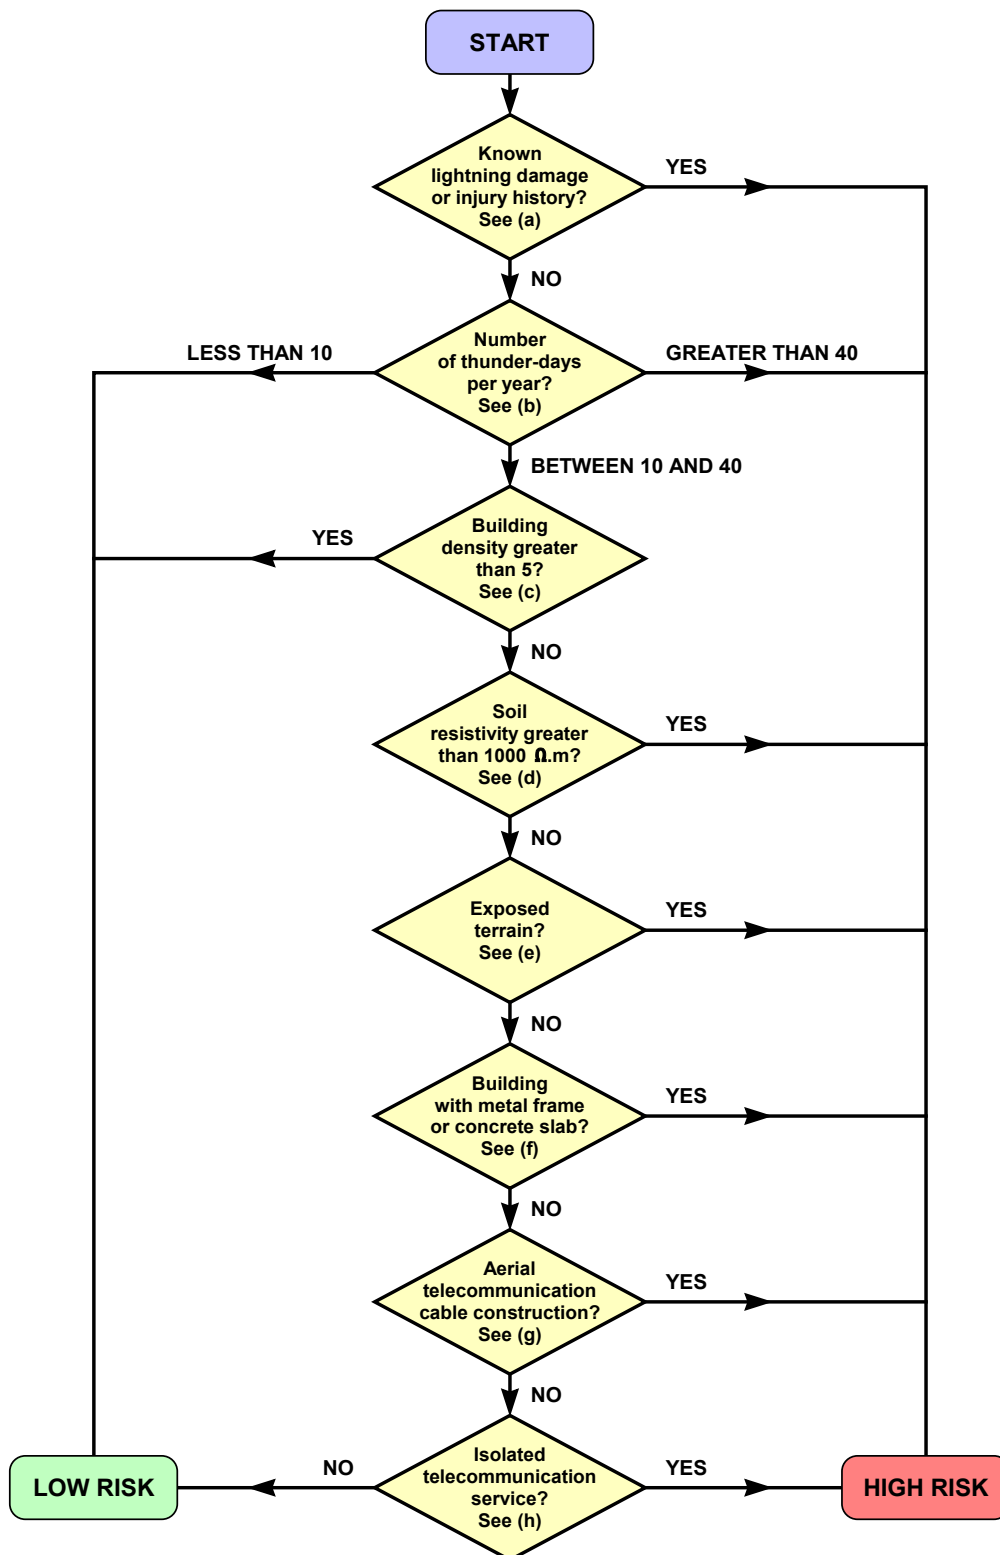 START
Known
lightning damage
or injury history?
See (a)
YES
NO
Number
of thunder-days
per year?
See (b)
LESS THAN 10
GREATER THAN 40
BETWEEN 10 AND 40
Building
density greater
than 5?
See (c)
YES
NO
Soil
resistivity greater
than 1000 Ω.m?
See (d)
YES
NO
Exposed
terrain?
See (e)
YES
NO
Building
with metal frame
or concrete slab?
See (f)
YES
NO
Aerial
telecommunication
cable construction?
See (g)
YES
NO
Isolated
telecommunication
service?
See (h)
NO
YES
LOW RISK
HIGH RISK